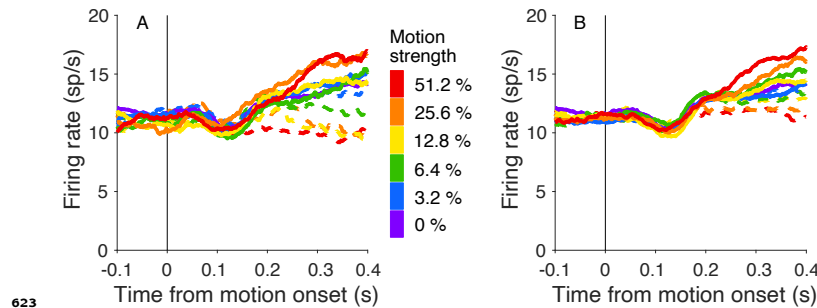 A
B
Firing rate (sp/s)
20
15
10
5
0
-0.1 0 0.1 0.2 0.3 0.4
Time from motion onset (s)
Motion
strength
51.2 %
25.6 %
12.8 %
6.4 %
3.2 %
0 %
Firing rate (sp/s)
20
15
10
5
0
-0.1 0 0.1 0.2 0.3 0.4
Time from motion onset (s)
623